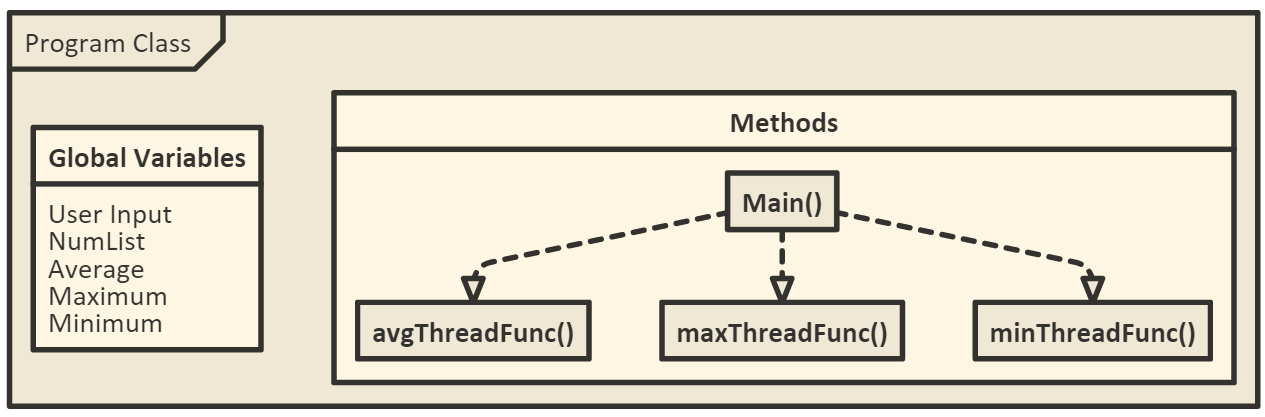 Program Class
Global Variables
User Input
NumList
Average
Maximum
Minimum
Methods
Main()
avgThreadFunc()
maxThreadFunc()
minThreadFunc()